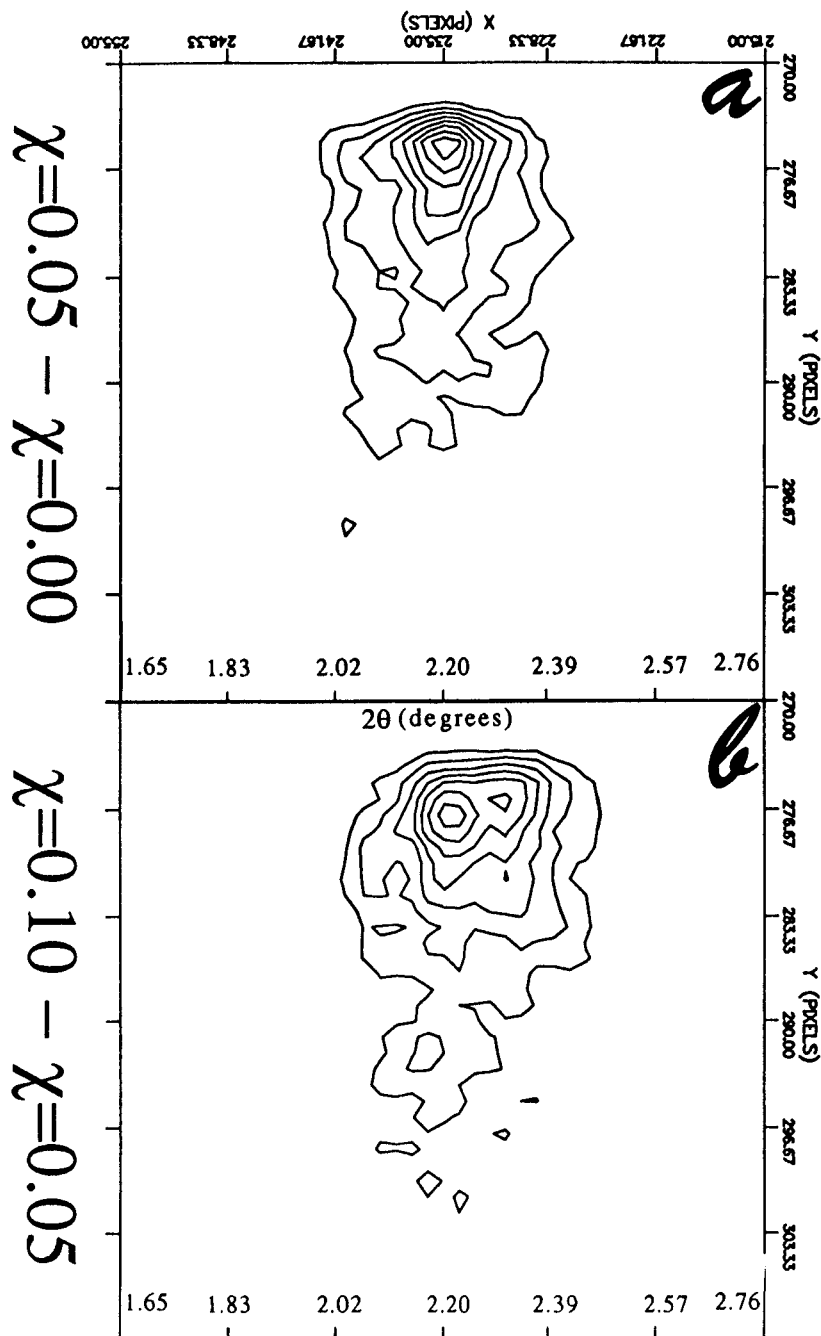 X (PIXELS)
255.00 248.33 241.67 235.00 228.33 221.67 215.00
a
270.00 276.67 283.33 290.00 296.67 303.33
Y (PIXELS)
χ=0.05 – χ=0.00
1.65 1.83 2.02 2.20 2.39 2.57 2.76
2θ (degrees)
b
270.00 276.67 283.33 290.00 296.67 303.33
Y (PIXELS)
χ=0.10 – χ=0.05
1.65 1.83 2.02 2.20 2.39 2.57 2.76